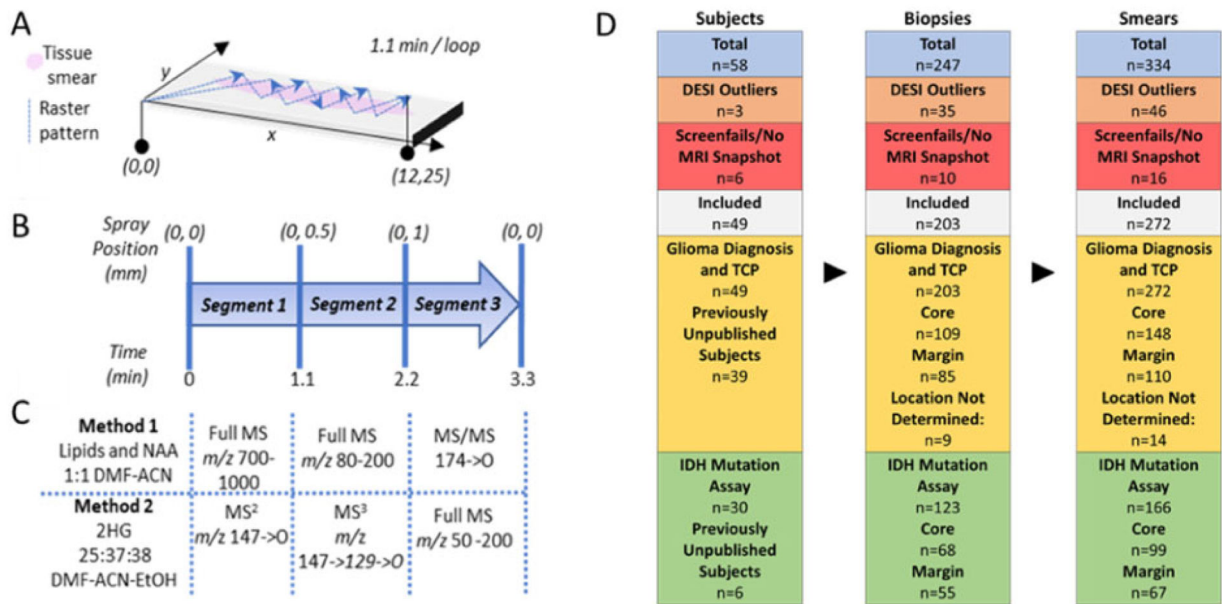 A
Tissue
smear
Raster
pattern
1.1 min / loop
y
x
(0,0)
(12,25)
B
Spray
Position
(mm)
(0, 0)
(0, 0.5)
(0, 1)
(0, 0)
Segment 1
Segment 2
Segment 3
Time
(min)
0
1.1
2.2
3.3
C
Method 1
Lipids and NAA
1:1 DMF-ACN
Full MS
m/z 700-
1000
Full MS
m/z 80-200
MS/MS
174->O
Method 2
2HG
25:37:38
DMF-ACN-EtOH
MS²
m/z 147->O
MS³
m/z
147->129->O
Full MS
m/z 50 -200
D
Subjects
Total
n=58
DESI Outliers
n=3
Screenfails/No
MRI Snapshot
n=6
Included
n=49
Glioma Diagnosis
and TCP
n=49
Previously
Unpublished
Subjects
n=39
IDH Mutation
Assay
n=30
Previously
Unpublished
Subjects
n=6
Biopsies
Total
n=247
DESI Outliers
n=35
Screenfails/No
MRI Snapshot
n=10
Included
n=203
Glioma Diagnosis
and TCP
n=203
Core
n=109
Margin
n=85
Location Not
Determined:
n=9
IDH Mutation
Assay
n=123
Core
n=68
Margin
n=55
Smears
Total
n=334
DESI Outliers
n=46
Screenfails/No
MRI Snapshot
n=16
Included
n=272
Glioma Diagnosis
and TCP
n=272
Core
n=148
Margin
n=110
Location Not
Determined:
n=14
IDH Mutation
Assay
n=166
Core
n=99
Margin
n=67